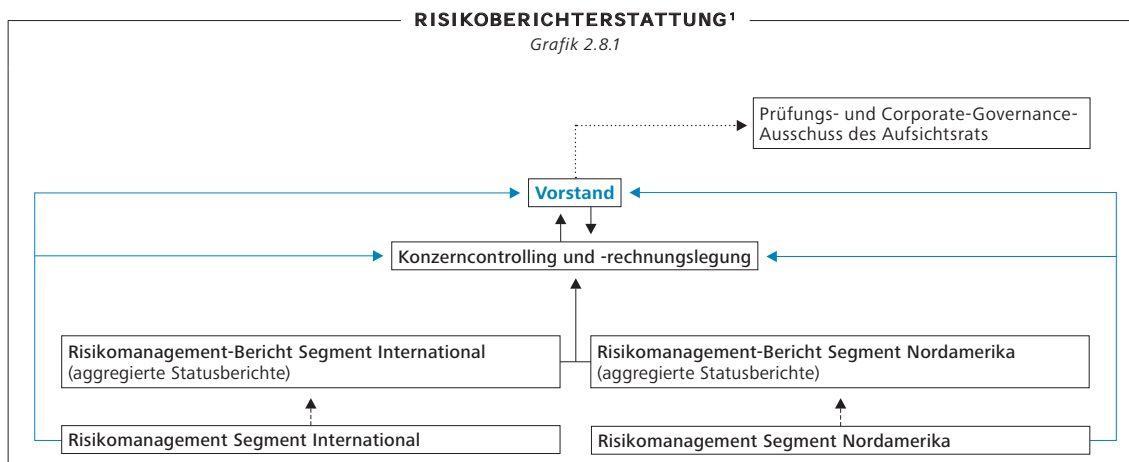 RISIKOBERICHTERSTATTUNG¹
Grafik 2.8.1
Prüfungs- und Corporate-Governance-
Ausschuss des Aufsichtsrats
Vorstand
Konzerncontrolling und -rechnungslegung
Risikomanagement-Bericht Segment International
(aggregierte Statusberichte)
Risikomanagement-Bericht Segment Nordamerika
(aggregierte Statusberichte)
Risikomanagement Segment International
Risikomanagement Segment Nordamerika